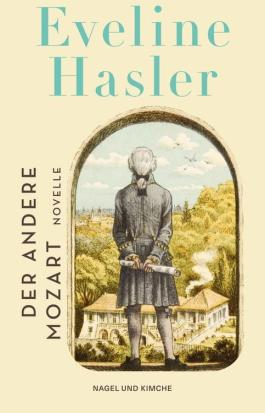 Eveline
Hasler
DER ANDERE
MOZART
NOVELLE
NAGEL UND KIMCHE